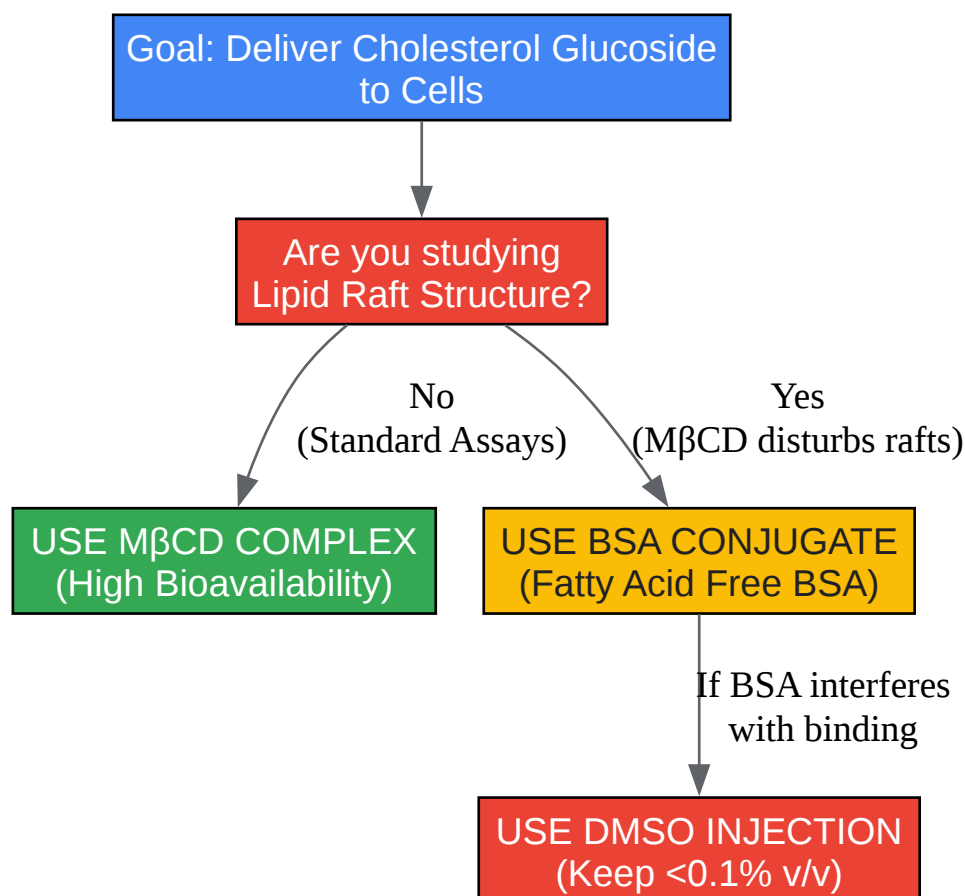 Goal: Deliver Cholesterol Glucoside
to Cells
Are you studying
Lipid Raft Structure?
No
(Standard Assays)
Yes
(MβCD disturbs rafts)
USE MβCD COMPLEX
(High Bioavailability)
USE BSA CONJUGATE
(Fatty Acid Free BSA)
If BSA interferes
with binding
USE DMSO INJECTION
(Keep <0.1% v/v)